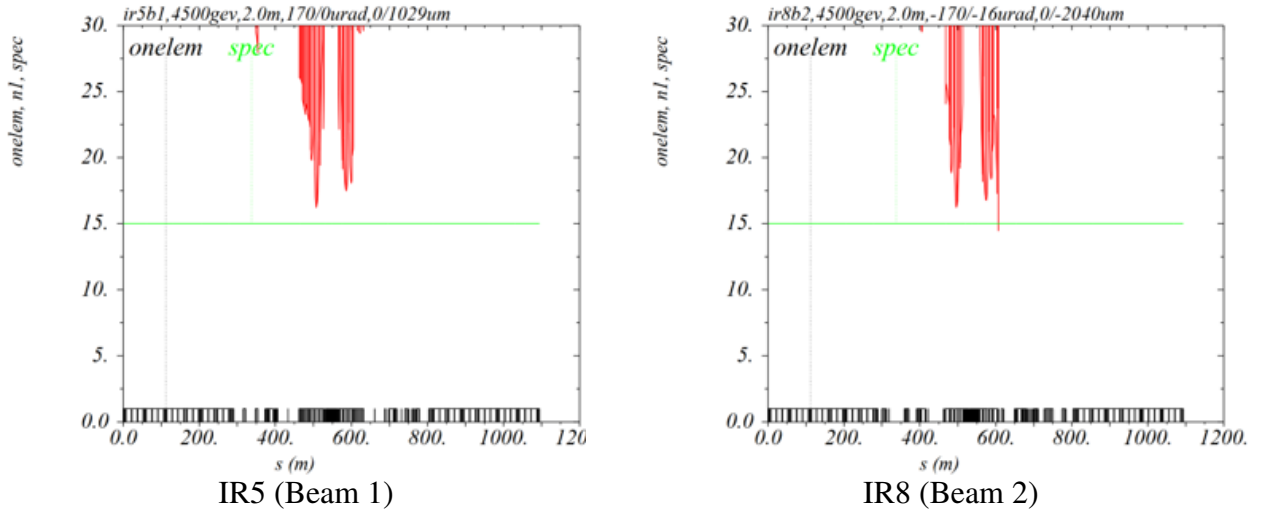 ir5b1,4500gev,2.0m,170/0urad,0/1029um
onelem, n1, spec
onelem spec
30.
25.
20.
15.
10.
5.
0.0
0.0 200. 400. 600. 800. 1000. 120
s (m)
IR5 (Beam 1)
ir8b2,4500gev,2.0m,-170/-16urad,0/-2040um
onelem, n1, spec
onelem spec
30.
25.
20.
15.
10.
5.
0.0
0.0 200. 400. 600. 800. 1000. 1200.
s (m)
IR8 (Beam 2)